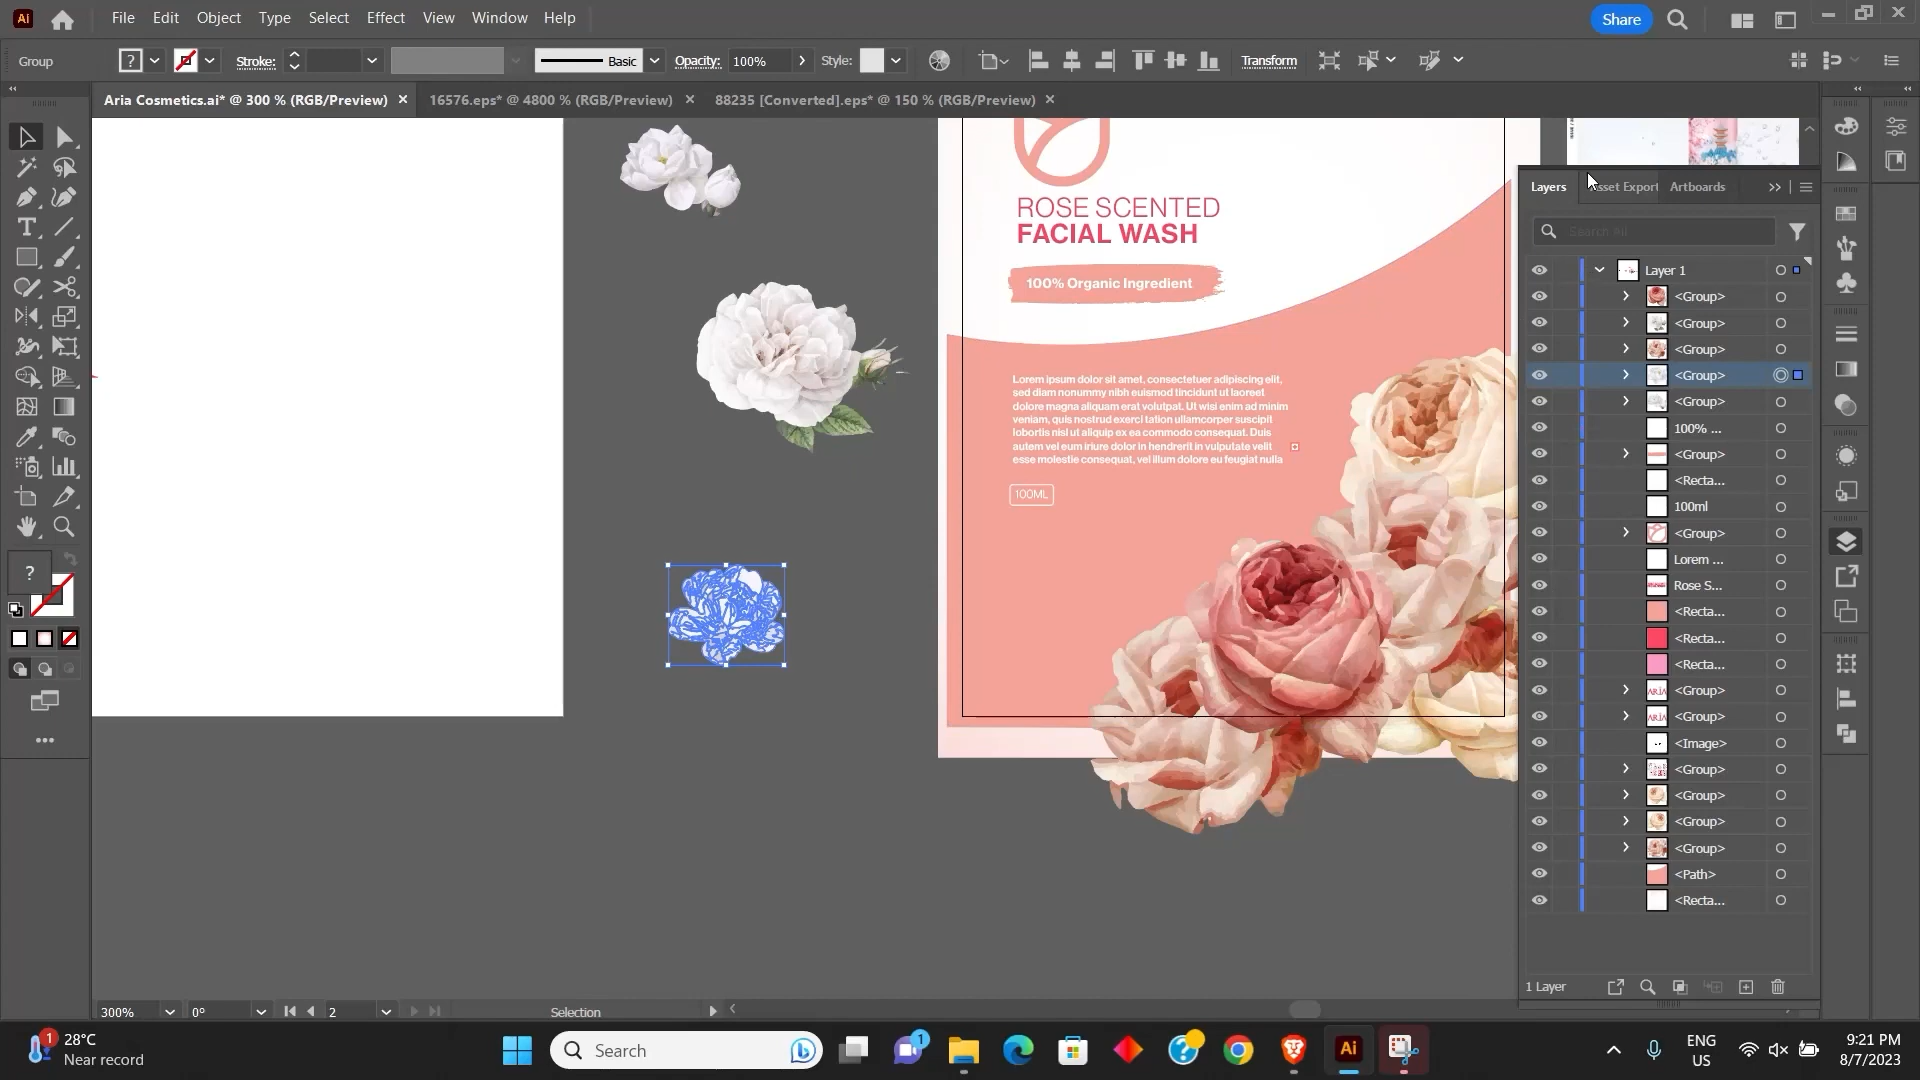 Ai
File Edit Object Type Select Effect View Window Help
Share
Group
?
Stroke:
Basic
Opacity:
100%
Style:
Transform
Aria Cosmetics.ai* @ 300 % (RGB/Preview)
16576.eps* @ 4800 % (RGB/Preview)
88235 [Converted].eps* @ 150 % (RGB/Preview)
ROSE SCENTED
FACIAL WASH
100% Organic Ingredient
Lorem ipsum dolor sit amet, consectetuer adipiscing elit,
sed diam nonummy nibh euismod tincidunt ut laoreet
dolore magna aliquam erat volutpat. Ut wisi enim ad minim
veniam, quis nostrud exerci tation ullamcorper suscipit
lobortis nisl ut aliquip ex ea commodo consequat. Duis
autem vel eum iriure dolor in hendrerit in vulputate velit
esse molestie consequat, vel illum dolore eu feugiat nulla
100ML
Layers
sset Export
Artboards
Search All
Layer 1
<Group>
<Group>
<Group>
<Group>
<Group>
100% ...
<Group>
<Recta...
100ml
<Group>
Lorem ...
Rose S...
<Recta...
<Recta...
<Recta...
ARIA
<Group>
ARIA
<Group>
<Image>
<Group>
<Group>
<Group>
<Group>
<Path>
<Recta...
1 Layer
?
300%
0°
2
Selection
1
28°C
Near record
Search
1
Ai
ENG
US
9:21 PM
8/7/2023